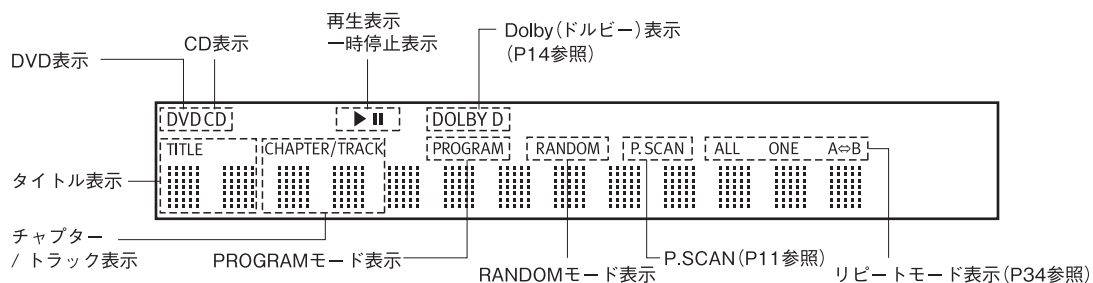 再生表示
一時停止表示
Dolby(ドルビー)表示
(P14参照)
CD表示
DVD表示
DVD CD
▶ ⏸
DOLBY D
TITLE
CHAPTER/TRACK
PROGRAM
RANDOM
P.SCAN
ALL ONE A⇔B
タイトル表示
チャプター
/ トラック表示
PROGRAMモード表示
RANDOMモード表示
P.SCAN(P11参照)
リピートモード表示(P34参照)